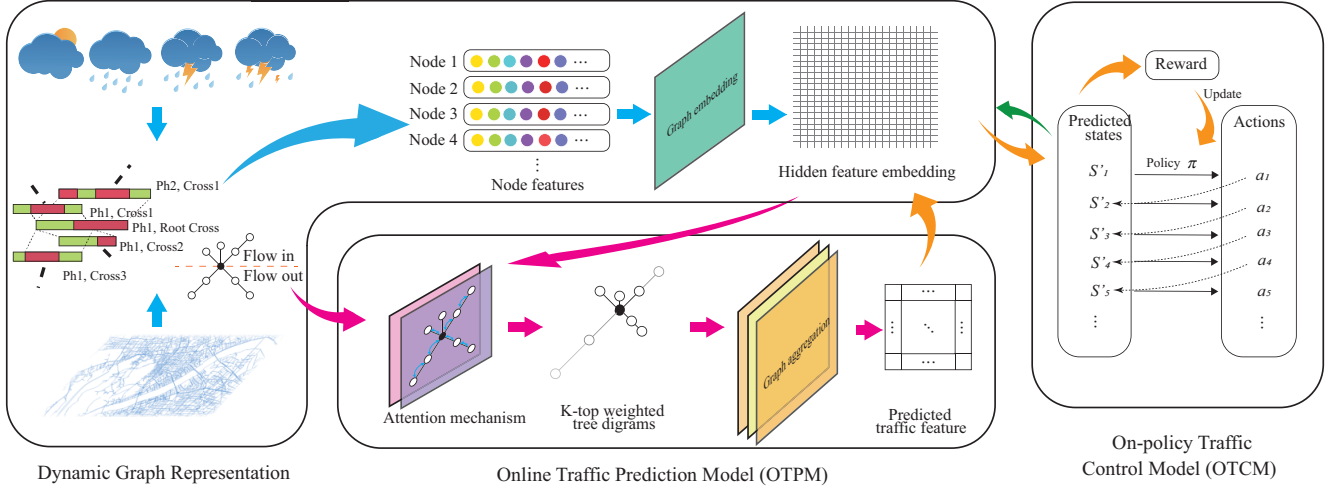 Node 1
Node 2
Node 3
Node 4
Node features
Graph embedding
Hidden feature embedding
Ph2, Cross1
Ph1, Cross1
Ph1, Root Cross
Ph1, Cross2
Ph1, Cross3
Flow in
Flow out
Attention mechanism
K-top weighted
tree digrams
Graph aggregation
Predicted
traffic feature
Reward
Update
Predicted
states
Actions
Policy π
S'₁
a₁
S'₂
a₂
S'₃
a₃
S'₄
a₄
S'₅
a₅
Dynamic Graph Representation
Online Traffic Prediction Model (OTPM)
On-policy Traffic
Control Model (OTCM)